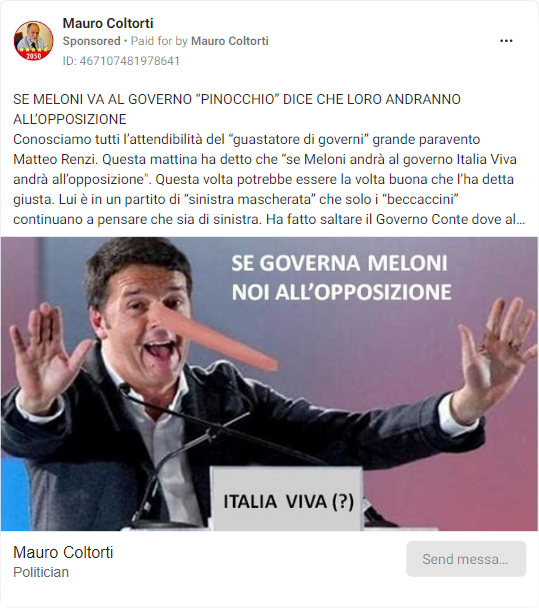 Mauro Coltorti
Sponsored • Paid for by Mauro Coltorti
ID: 467107481978641
SE MELONI VA AL GOVERNO “PINOCCHIO” DICE CHE LORO ANDRANNO
ALL’OPPOSIZIONE
Conosciamo tutti l’attendibilità del “guastatore di governi” grande paravento
Matteo Renzi. Questa mattina ha detto che “se Meloni andrà al governo Italia Viva
andrà all’opposizione". Questa volta potrebbe essere la volta buona che l’ha detta
giusta. Lui è in un partito di “sinistra mascherata” che solo i “beccaccini”
continuano a pensare che sia di sinistra. Ha fatto saltare il Governo Conte dove al...
SE GOVERNA MELONI
NOI ALL’OPPOSIZIONE
ITALIA VIVA (?)
Mauro Coltorti
Politician
Send messa...
2050